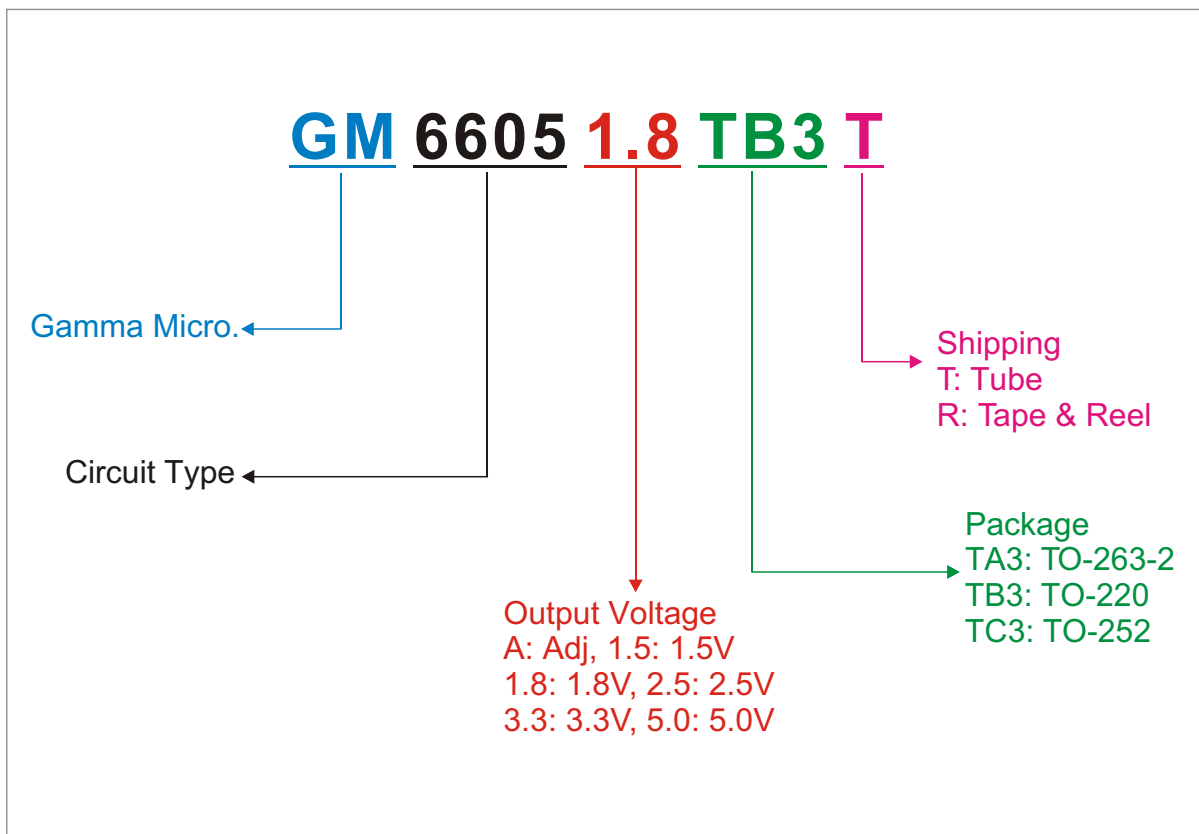 GM 6605 1.8 TB3 T
Gamma Micro.
Shipping
T: Tube
R: Tape & Reel
Circuit Type
Package
TA3: TO-263-2
TB3: TO-220
TC3: TO-252
Output Voltage
A: Adj, 1.5: 1.5V
1.8: 1.8V, 2.5: 2.5V
3.3: 3.3V, 5.0: 5.0V